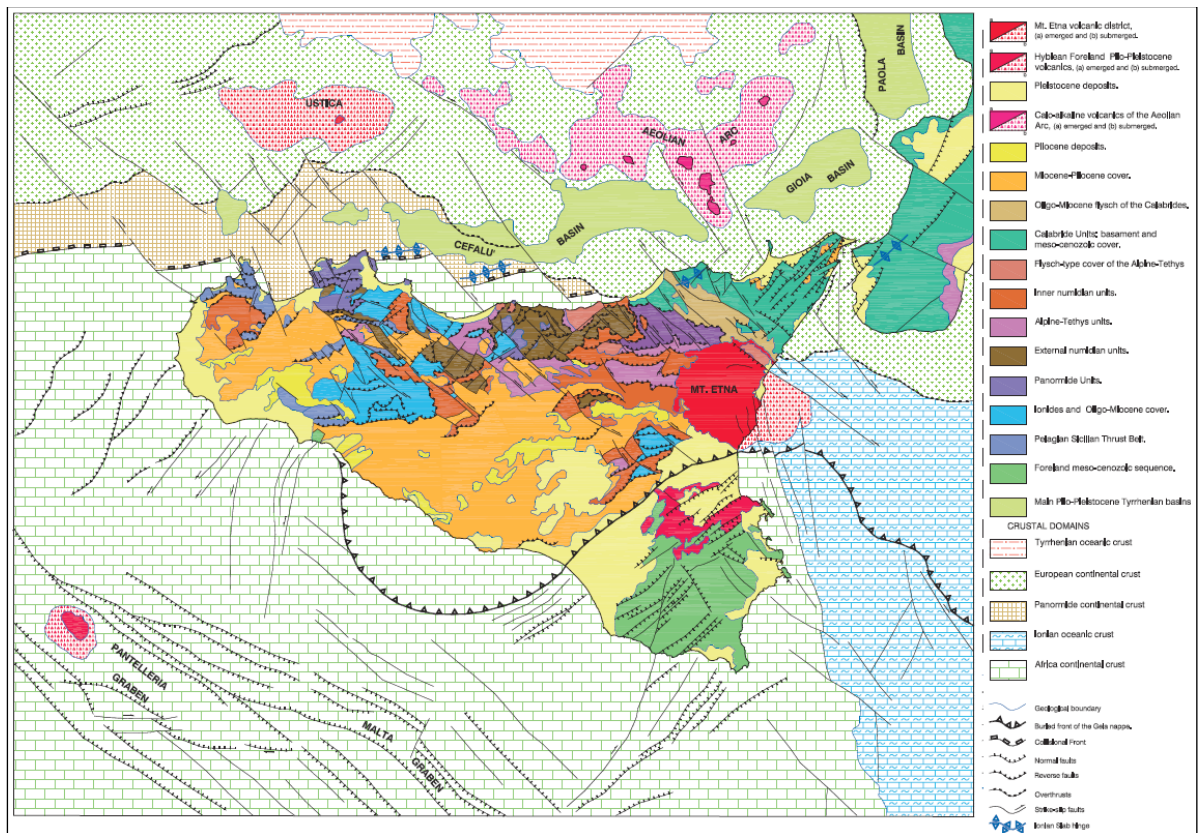 PAOLA
BASIN
USTICA
AEOLIAN
ARC
GIOIA
BASIN
CEFALU'
BASIN
MT. ETNA
PANTELLERIA
GRABEN
MALTA
GRABEN
Mt. Etna volcanic district,
(a) emerged and (b) submerged.
Hyblean Foreland Plio-Pleistocene
volcanics, (a) emerged and (b) submerged.
Pleistocene deposits.
Calc-alkaline volcanics of the Aeolian
Arc, (a) emerged and (b) submerged.
Pliocene deposits.
Miocene-Pliocene cover.
Oligo-Miocene flysch of the Calabrides.
Calabride Units; basament and
meso-cenozoic cover.
Flysch-type cover of the Alpine-Tethys
Inner numidian units.
Alpine-Tethys units.
External numidian units.
Panormide Units.
Ionides and Oligo-Miocene cover.
Pelagian Sicilian Thrust Belt.
Foreland meso-cenozoic sequence.
Main Plio-Pleistocene Tyrrhenian basins
CRUSTAL DOMAINS
Tyrrhenian oceanic crust
European continental crust
Panormide continental crust
Ionian oceanic crust
Africa continental crust
Geological boundary
Buried front of the Gela nappe.
Collisional Front
Normal faults
Reverse faults
Overthrusts
Strike-slip faults
Ionian Slab hinge